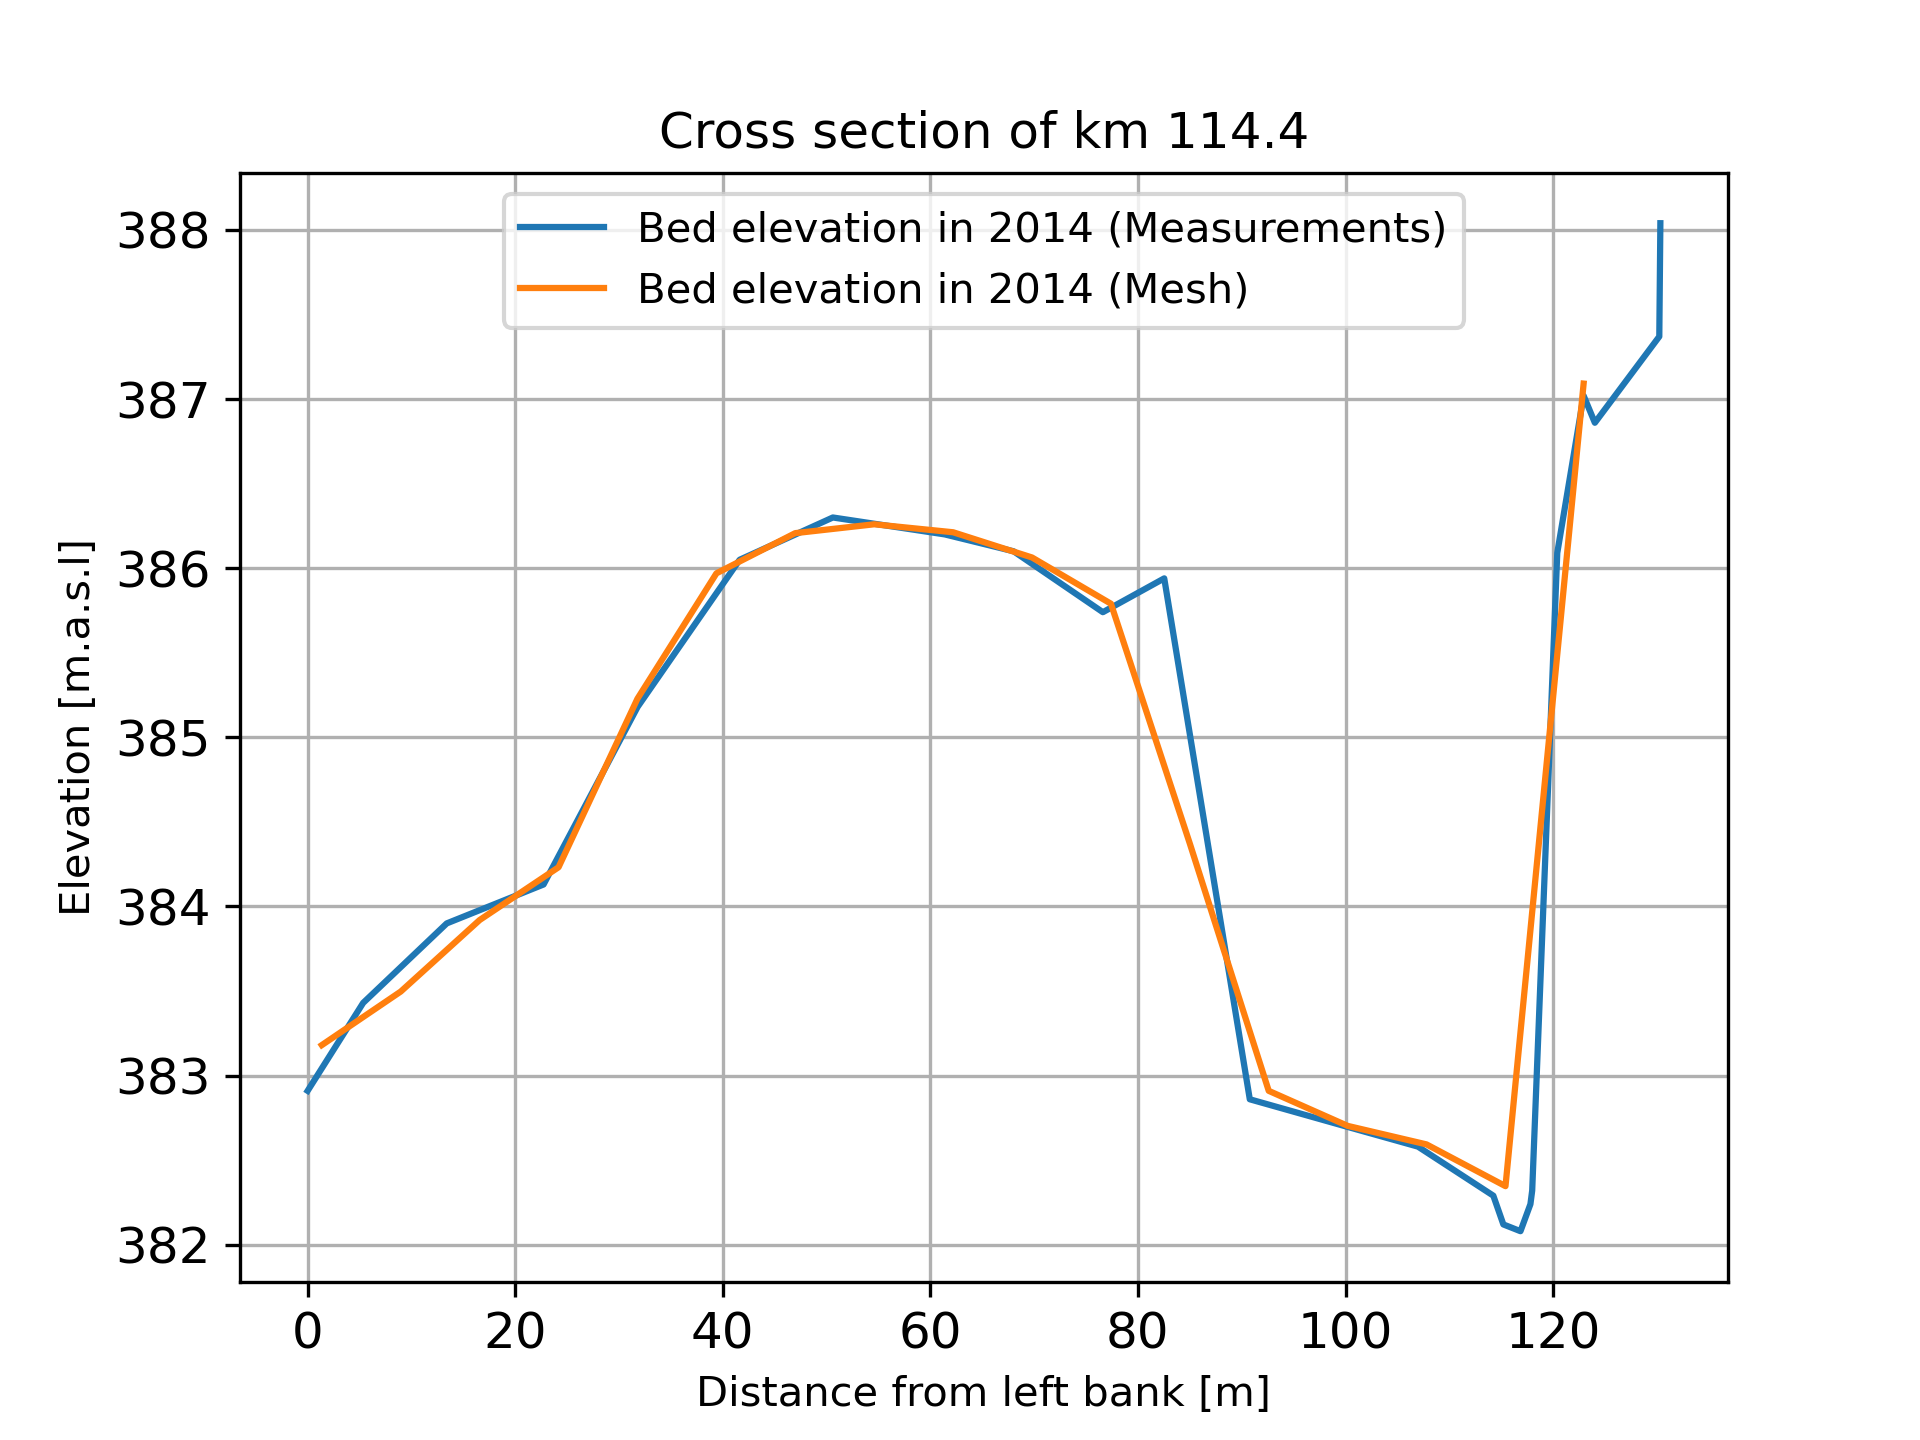 Cross section of km 114.4
Bed elevation in 2014 (Measurements)
Bed elevation in 2014 (Mesh)
Elevation [m.a.s.l]
388
387
386
385
384
383
382
0 20 40 60 80 100 120
Distance from left bank [m]